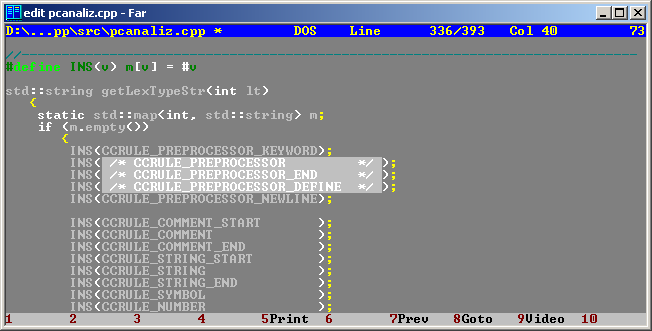 edit pcanaliz.cpp - Far
D:\...pp\src\pcanaliz.cpp * DOS Line 336/393 Col 40 73
//--------------------------------------------------------------------------
#define INS(v) m[v] = #v
std::string getLexTypeStr(int lt)
{
static std::map(int, std::string) m;
if (m.empty())
{
INS(CCRULE_PREPROCESSOR_KEYWORD);
INS( /* CCRULE_PREPROCESSOR */ );
INS( /* CCRULE_PREPROCESSOR_END */ );
INS( /* CCRULE_PREPROCESSOR_DEFINE */ );
INS(CCRULE_PREPROCESSOR_NEWLINE);
INS(CCRULE_COMMENT_START );
INS(CCRULE_COMMENT );
INS(CCRULE_COMMENT_END );
INS(CCRULE_STRING_START );
INS(CCRULE_STRING );
INS(CCRULE_STRING_END );
INS(CCRULE_SYMBOL );
INS(CCRULE_NUMBER );
1 2 3 4 5Print 6 7Prev 8Goto 9Video 10